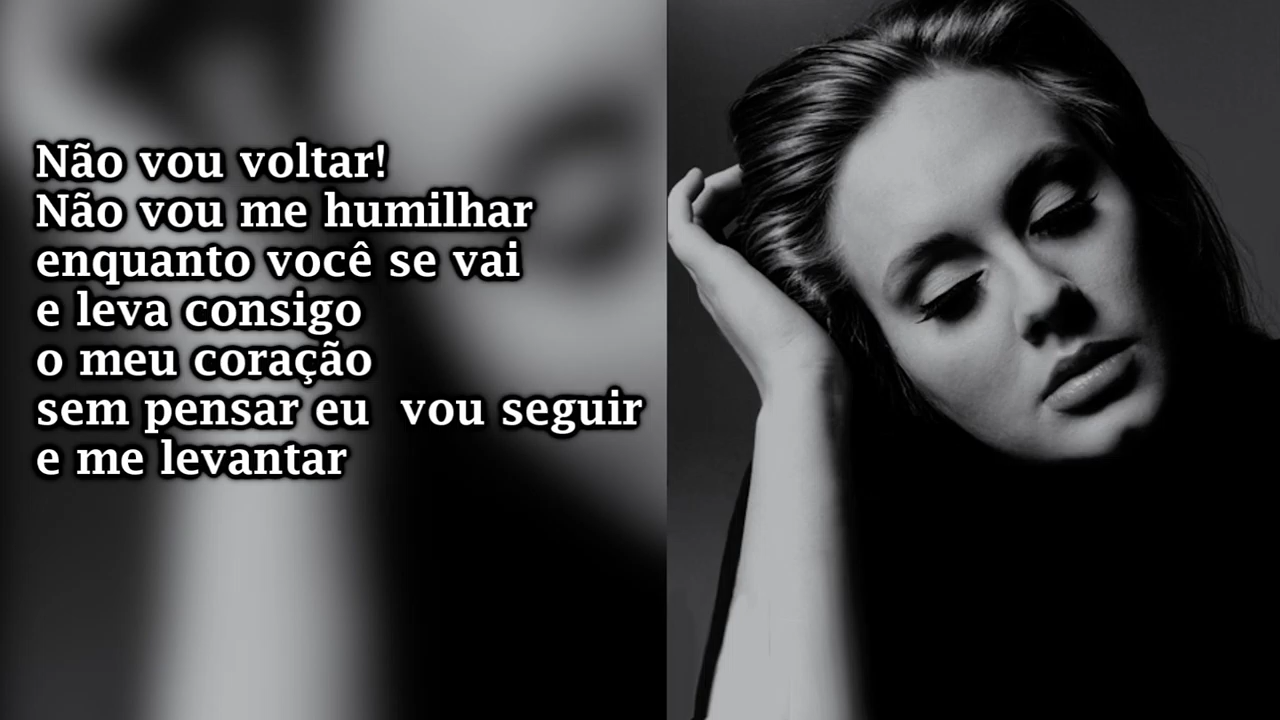 Não vou voltar!
Não vou me humilhar
enquanto você se vai
e leva consigo
o meu coração
sem pensar eu  vou seguir
e me levantar